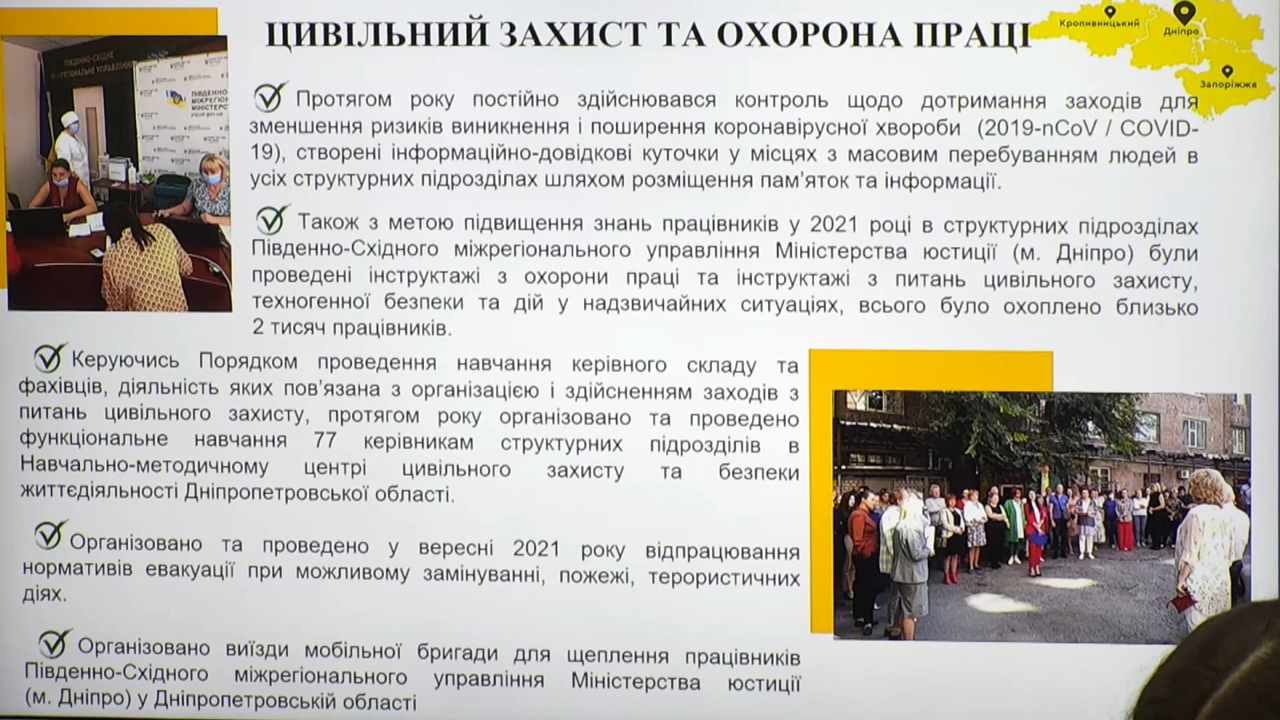 ЦИВІЛЬНИЙ ЗАХИСТ ТА ОХОРОНА ПРАЦІ
Кропивницький
Дніпро
Запоріжжя
ПІВДЕННО-СХІДНЕ
МІЖРЕГІОНАЛЬНЕ УПРАВЛІННЯ
Протягом року постійно здійснювався контроль щодо дотримання заходів для
зменшення ризиків виникнення і поширення коронавірусної хвороби (2019-nCoV / COVID-
19), створені інформаційно-довідкові куточки у місцях з масовим перебуванням людей в
усіх структурних підрозділах шляхом розміщення пам’яток та інформації.
Також з метою підвищення знань працівників у 2021 році в структурних підрозділах
Південно-Східного міжрегіонального управління Міністерства юстиції (м. Дніпро) були
проведені інструктажі з охорони праці та інструктажі з питань цивільного захисту,
техногенної безпеки та дій у надзвичайних ситуаціях, всього було охоплено близько
2 тисяч працівників.
Керуючись Порядком проведення навчання керівного складу та
фахівців, діяльність яких пов’язана з організацією і здійсненням заходів з
питань цивільного захисту, протягом року організовано та проведено
функціональне навчання 77 керівникам структурних підрозділів в
Навчально-методичному центрі цивільного захисту та безпеки
життєдіяльності Дніпропетровської області.
Організовано та проведено у вересні 2021 року відпрацювання
нормативів евакуації при можливому замінуванні, пожежі, терористичних
діях.
Організовано виїзди мобільної бригади для щеплення працівників
Південно-Східного міжрегіонального управління Міністерства юстиції
(м. Дніпро) у Дніпропетровській області